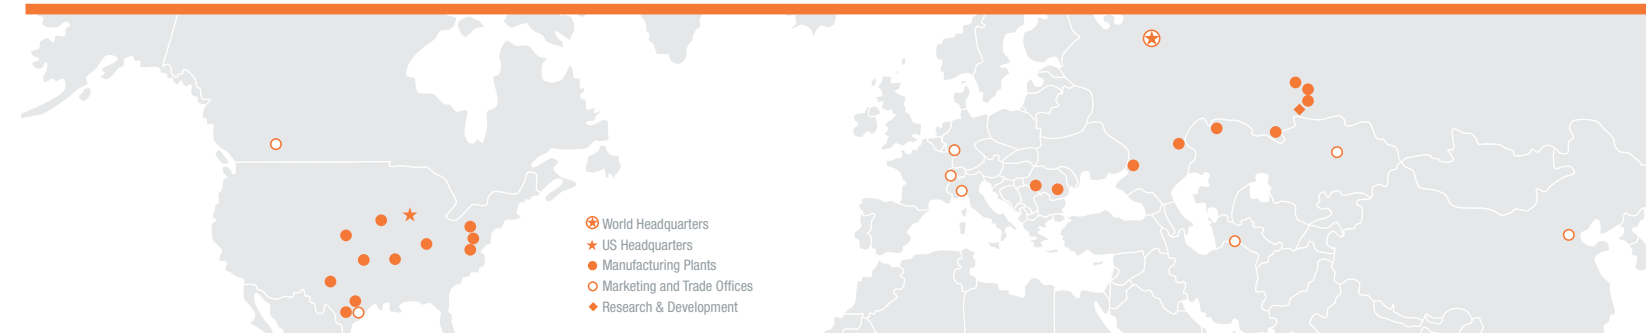 World Headquarters
US Headquarters
Manufacturing Plants
Marketing and Trade Offices
Research & Development